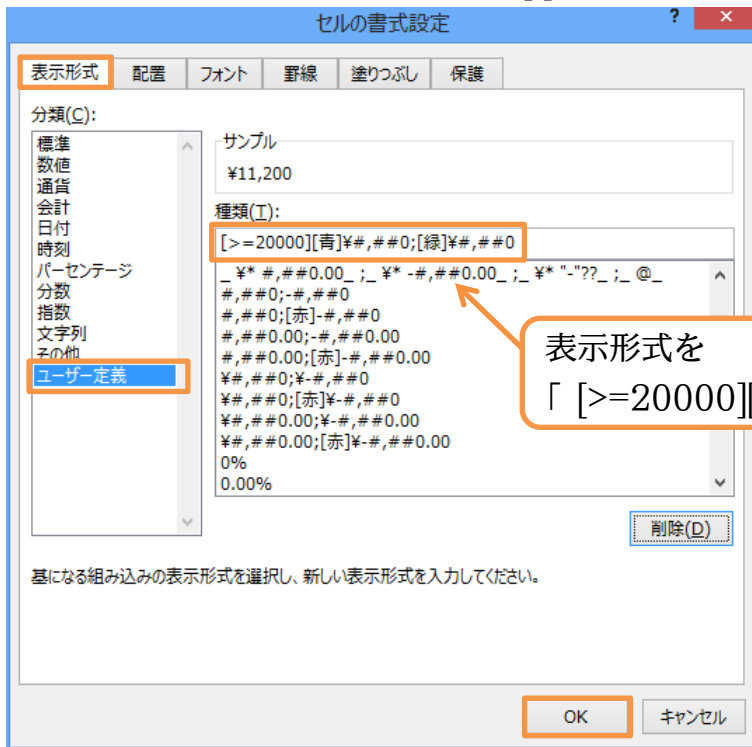 セルの書式設定
? ×
表示形式 配置 フォント 罫線 塗りつぶし 保護
分類(C):
標準
数値
通貨
会計
日付
時刻
パーセンテージ
分数
指数
文字列
その他
ユーザー定義
サンプル
¥11,200
種類(T):
[>=20000][青]¥#,##0;[緑]¥#,##0
_ ¥* #,##0.00_ ;_ ¥* -#,##0.00_ ;_ ¥* "-"??_ ;_ @_
#,##0;-#,##0
#,##0;[赤]-#,##0
#,##0.00;-#,##0.00
#,##0.00;[赤]-#,##0.00
¥#,##0;¥-#,##0
¥#,##0;[赤]¥-#,##0
¥#,##0.00;¥-#,##0.00
¥#,##0.00;[赤]¥-#,##0.00
0%
0.00%
表示形式を
「 [>=20000][
削除(D)
基になる組み込みの表示形式を選択し、新しい表示形式を入力してください。
OK キャンセル